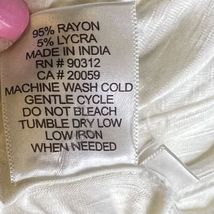 95% RAYON
5% LYCRA
MADE IN INDIA
RN # 90312
CA # 20059
MACHINE WASH COLD
GENTLE CYCLE
DO NOT BLEACH
TUMBLE DRY LOW
LOW IRON
WHEN NEEDED